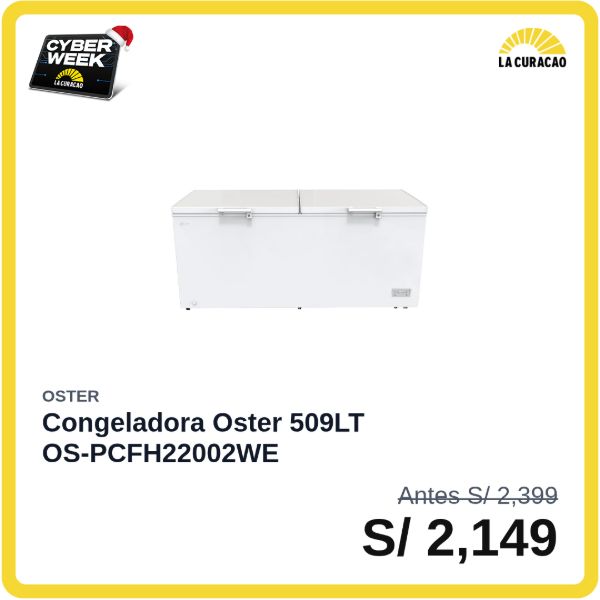 CYBER
WEEK
LA CURACAO
LA CURACAO
OSTER
Congeladora Oster 509LT
OS-PCFH22002WE
Antes S/ 2,399
S/ 2,149